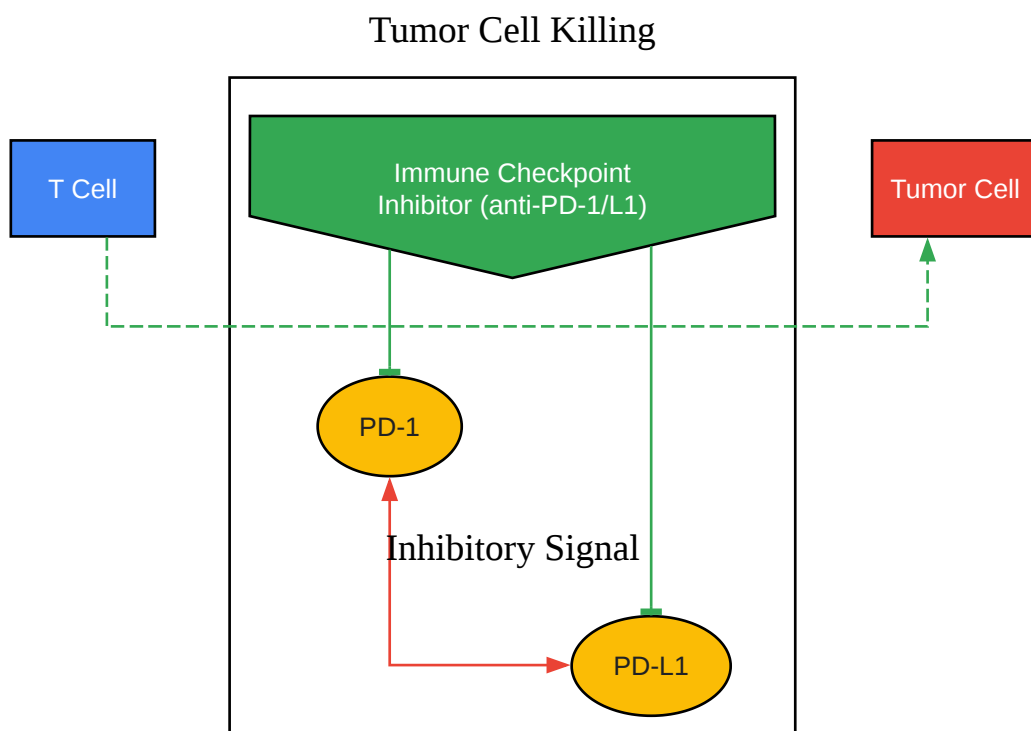 Tumor Cell Killing
T Cell
Immune Checkpoint
Inhibitor (anti-PD-1/L1)
Tumor Cell
PD-1
Inhibitory Signal
PD-L1